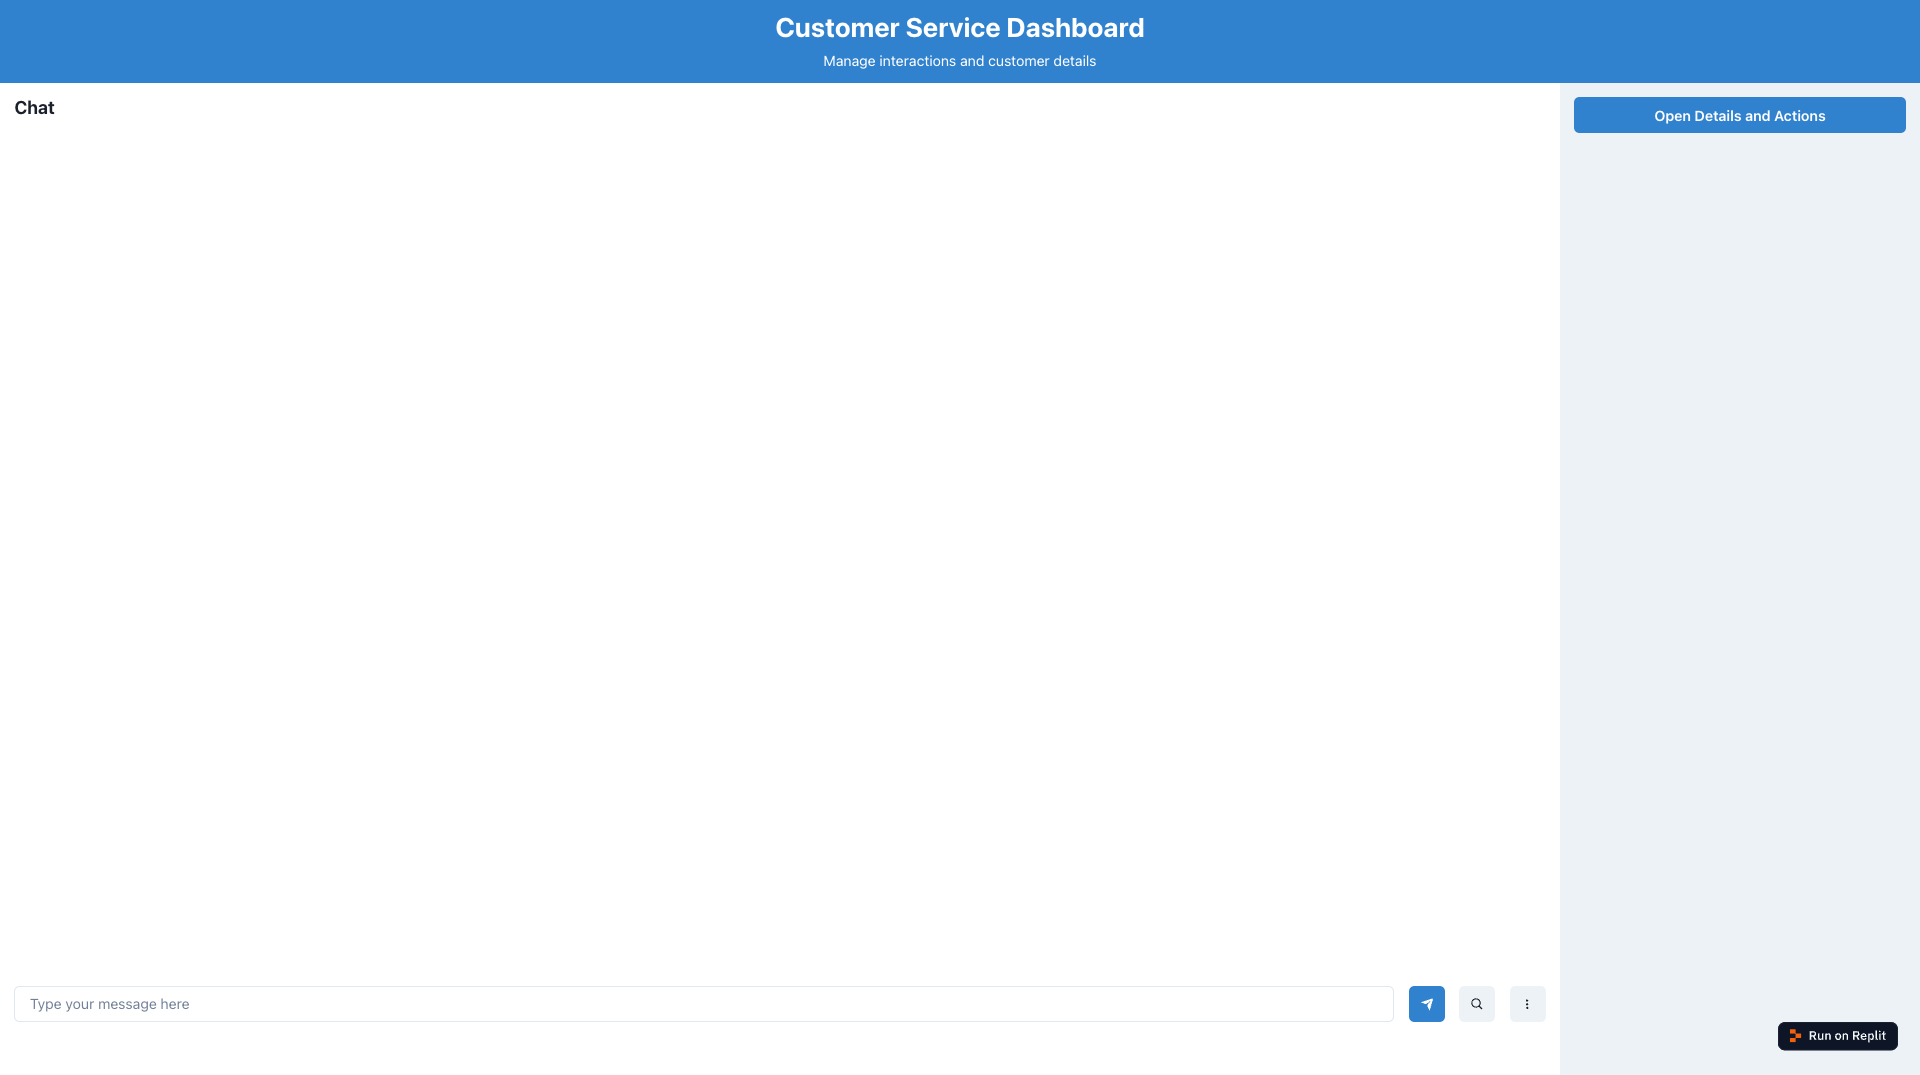 Customer Service Dashboard
Manage interactions and customer details
Chat
Open Details and Actions
Type your message here
Run on Replit